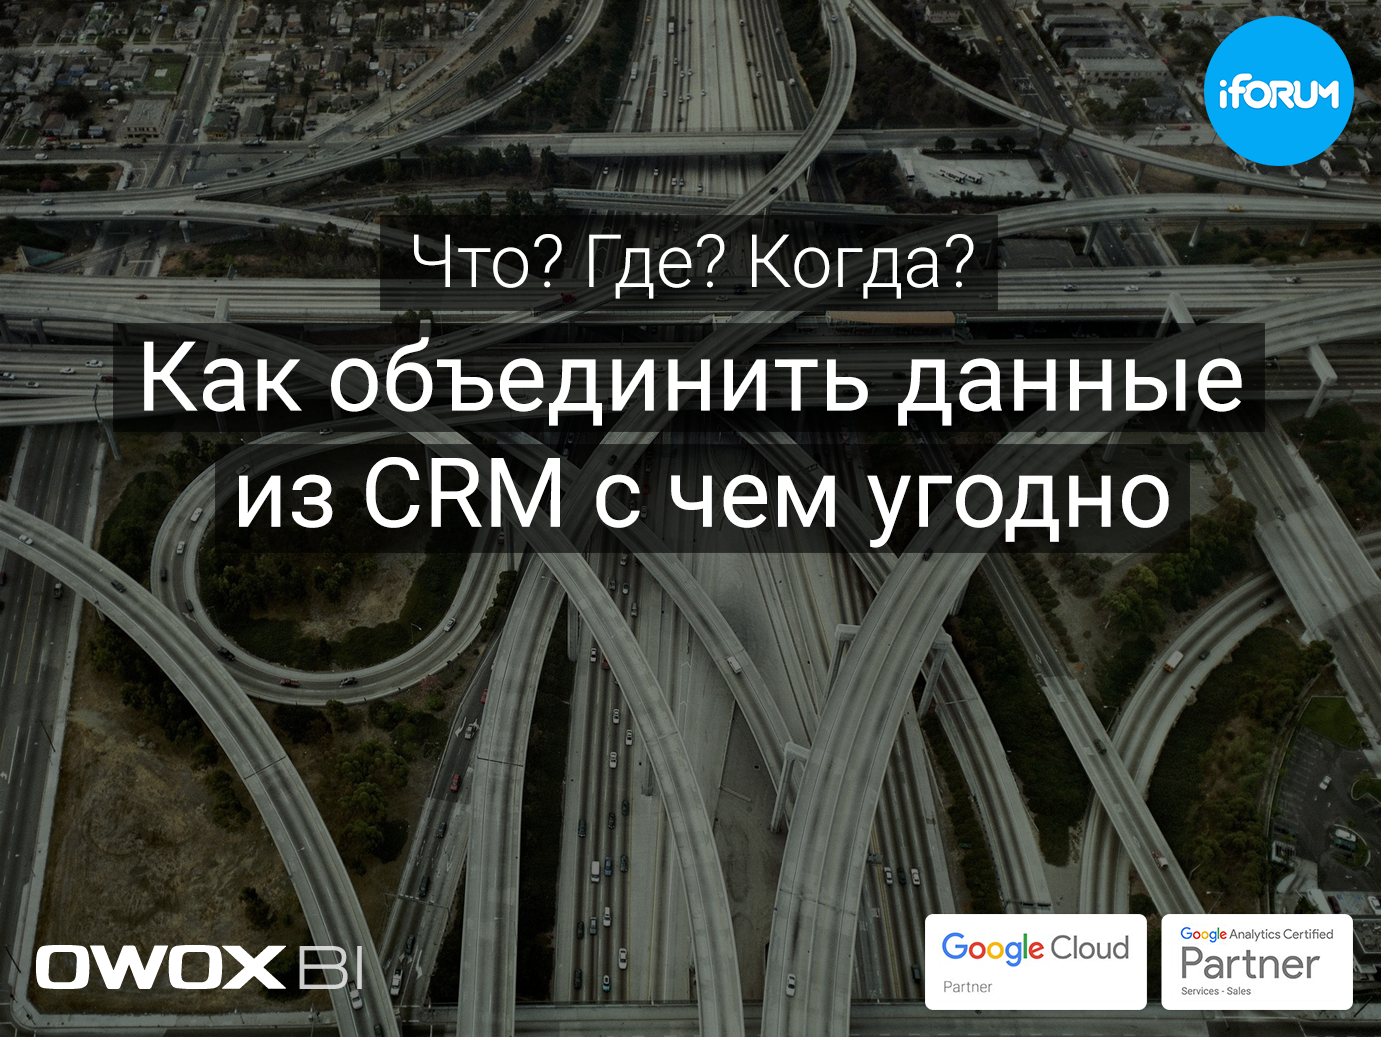 iFORUM
Что? Где? Когда?
Как объединить данные
из CRM с чем угодно
OWOX BI
Google Cloud
Partner
Google Analytics Certified
Partner
Services - Sales